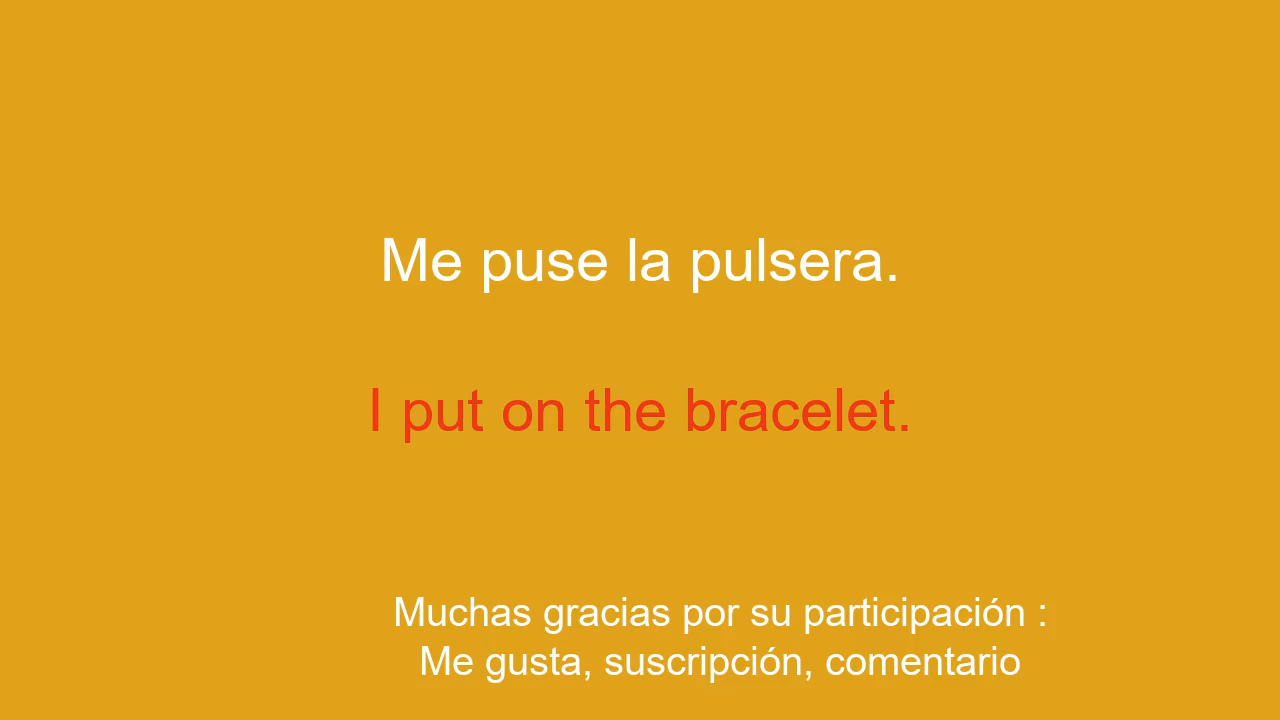 Me puse la pulsera.
I put on the bracelet.
Muchas gracias por su participación :
Me gusta, suscripción, comentario